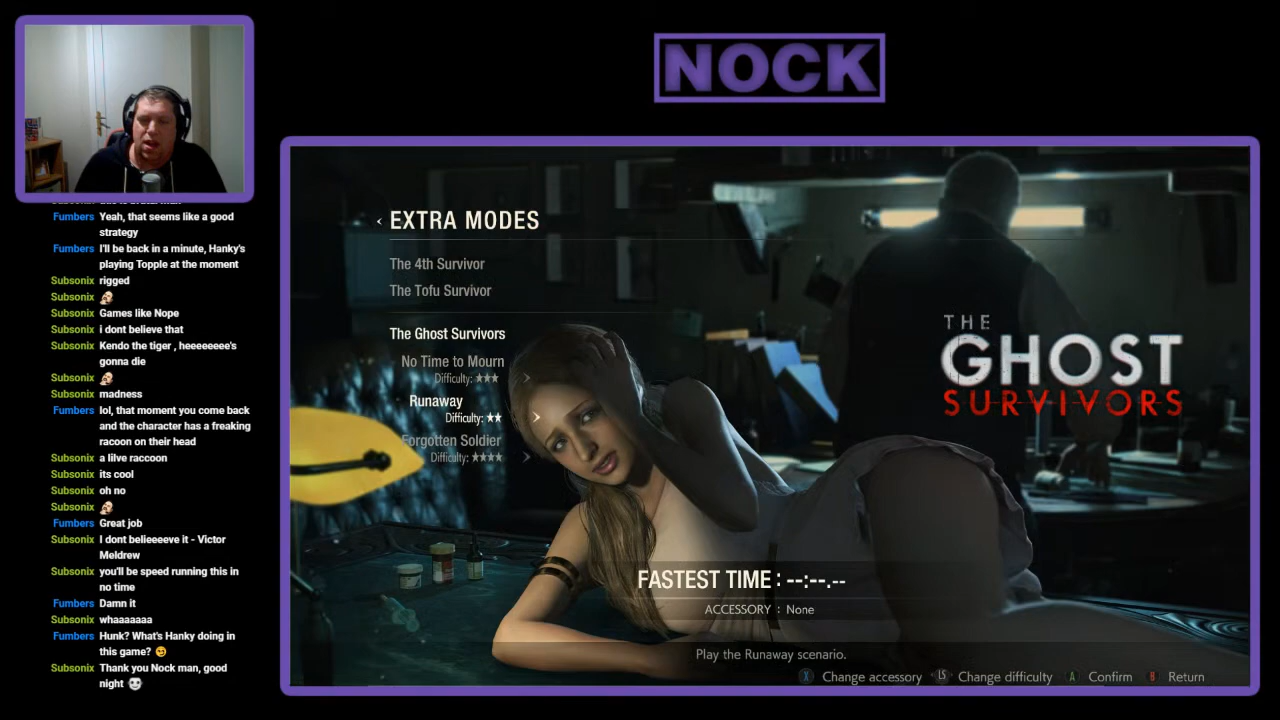 NOCK
Fumbers Yeah, that seems like a good
strategy
Fumbers I'll be back in a minute, Hanky's
playing Topple at the moment
Subsonix rigged
Subsonix
Subsonix Games like Nope
Subsonix i dont believe that
Subsonix Kendo the tiger , heeeeeeee's
gonna die
Subsonix
Subsonix madness
Fumbers lol, that moment you come back
and the character has a freaking
racoon on their head
Subsonix a lilve raccoon
Subsonix its cool
Subsonix oh no
Subsonix
Fumbers Great job
Subsonix I dont belieeeeve it - Victor
Meldrew
Subsonix you'll be speed running this in
no time
Fumbers Damn it
Subsonix whaaaaaaa
Fumbers Hunk? What's Hanky doing in
this game?
Subsonix Thank you Nock man, good
night
‹ EXTRA MODES
The 4th Survivor
The Tofu Survivor
The Ghost Survivors
No Time to Mourn
Difficulty: ★★★
Runaway
Difficulty: ★★
Forgotten Soldier
Difficulty: ★★★★
THE
GHOST
SURVIVORS
FASTEST TIME : --:--.--
ACCESSORY : None
Play the Runaway scenario.
X Change accessory LS Change difficulty A Confirm B Return